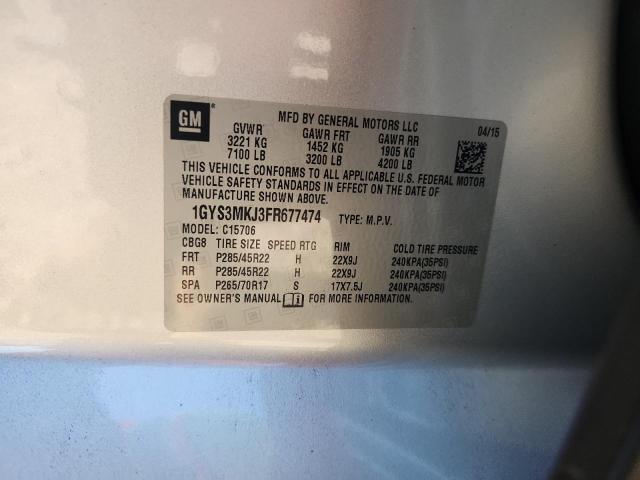 GM
MFD BY GENERAL MOTORS LLC 04/15
GVWR GAWR FRT GAWR RR
3221 KG 1452 KG 1905 KG
7100 LB 3200 LB 4200 LB
THIS VEHICLE CONFORMS TO ALL APPLICABLE U.S. FEDERAL MOTOR
VEHICLE SAFETY STANDARDS IN EFFECT ON THE DATE OF
MANUFACTURE SHOWN ABOVE.
1GYS3MKJ3FR677474 TYPE: M.P.V.
MODEL: C15706
CBG8 TIRE SIZE SPEED RTG RIM COLD TIRE PRESSURE
FRT P285/45R22 H 22X9J 240KPA(35PSI)
RR P285/45R22 H 22X9J 240KPA(35PSI)
SPA P265/70R17 S 17X7.5J 240KPA(35PSI)
SEE OWNER'S MANUAL FOR MORE INFORMATION.